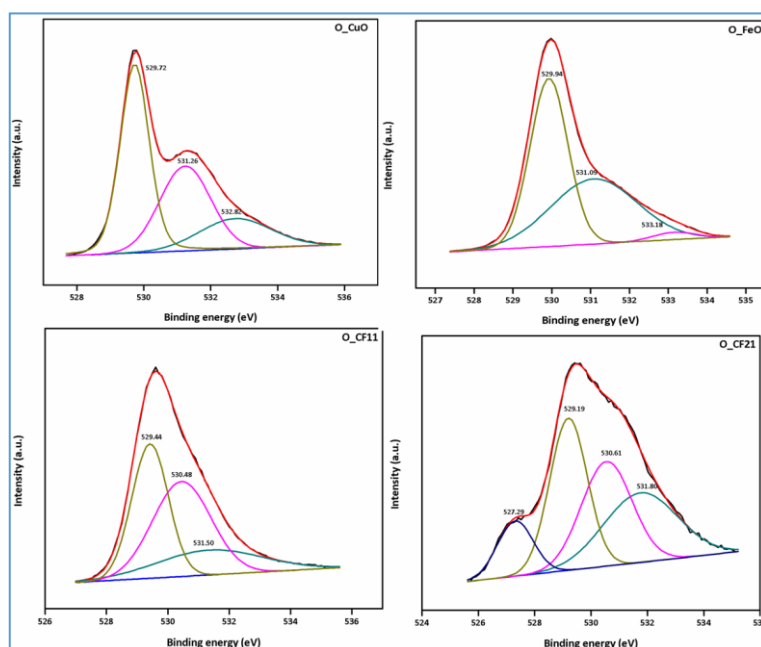 O_CuO
529.72
531.26
532.82
Intensity (a.u.)
528 530 532 534 536
Binding energy (eV)
O_FeO
529.94
531.09
533.18
Intensity (a.u.)
527 528 529 530 531 532 533 534 535
Binding energy (eV)
O_CF11
529.44
530.48
531.50
Intensity (a.u.)
526 528 530 532 534 536
Binding energy (eV)
O_CF21
529.19
530.61
531.80
527.29
Intensity (a.u.)
524 526 528 530 532 534
Binding energy (eV)